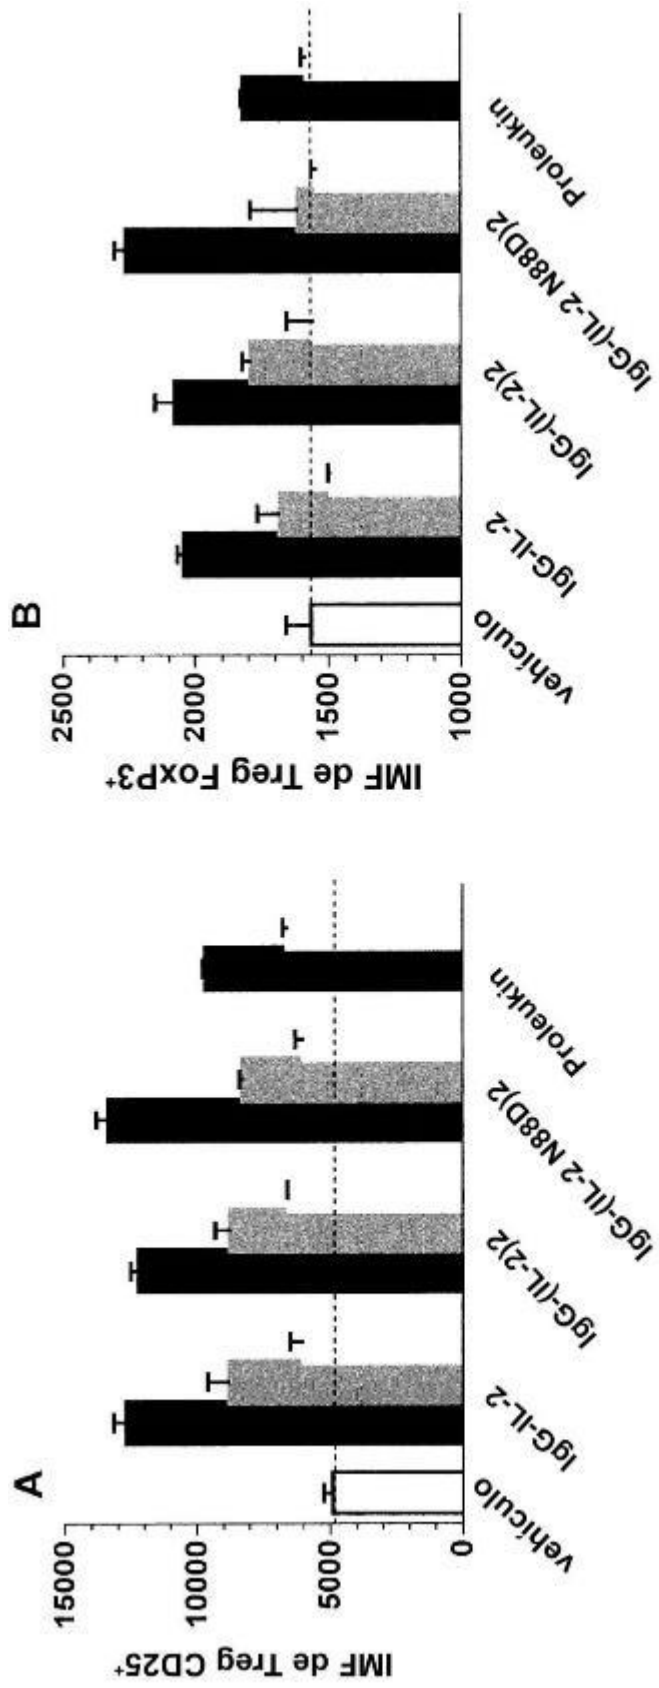 A
IMF de Treg CD25⁺
15000
10000
5000
0
vehículo
IgG-IL-2
IgG-(IL-2)2
IgG-(IL-2 N88D)2
Proleukin
B
IMF de Treg FoxP3⁺
2500
2000
1500
1000
vehículo
IgG-IL-2
IgG-(IL-2)2
IgG-(IL-2 N88D)2
Proleukin